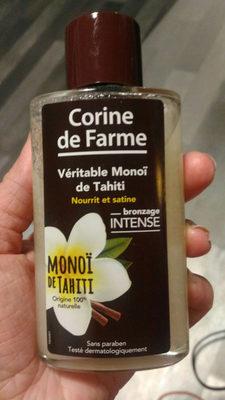 Corine
de Farme
Véritable Monoï
de Tahiti
Nourrit et satine
bronzage
INTENSE
MONOÏ
DE TAHITI
Origine 100%
naturelle
Sans paraben
Testé dermatologiquement